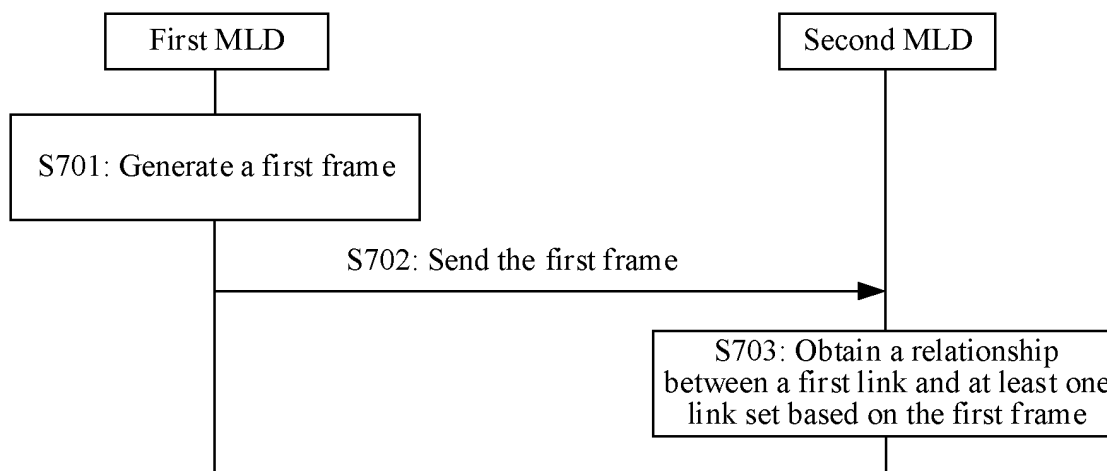 First MLD
Second MLD
S701: Generate a first frame
S702: Send the first frame
S703: Obtain a relationship
between a first link and at least one
link set based on the first frame